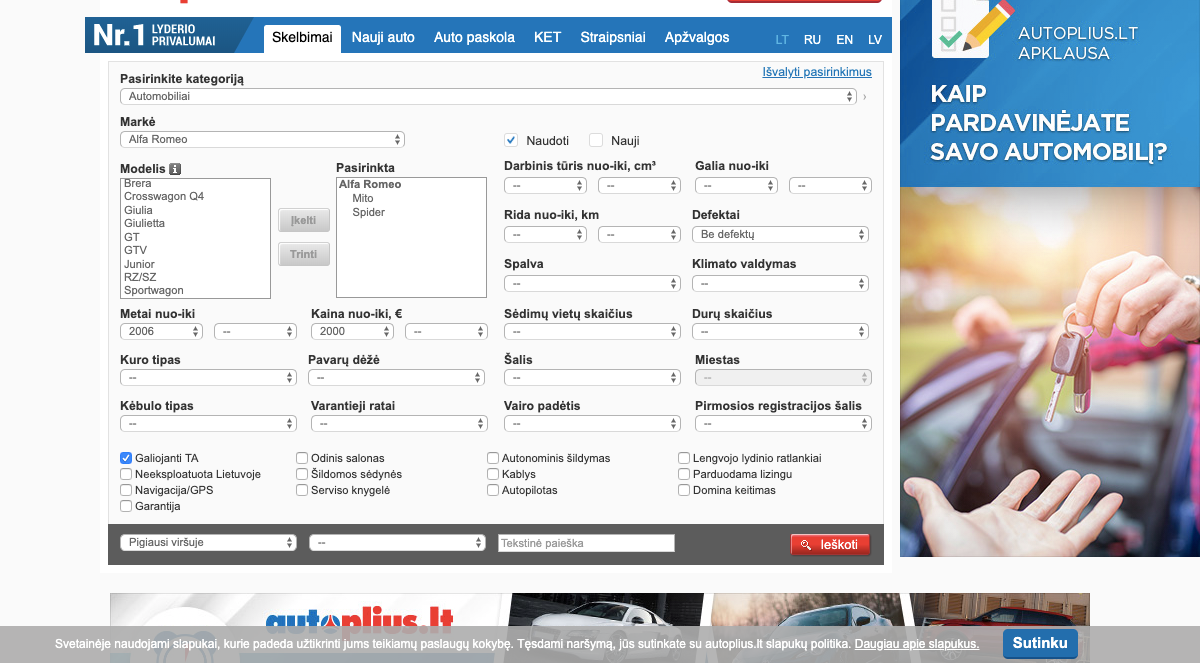 Nr.1 LYDERIO
PRIVALUMAI
Skelbimai Nauji auto Auto paskola KET Straipsniai Apžvalgos LT RU EN LV
Pasirinkite kategoriją Išvalyti pasirinkimus
Automobiliai
Markė
Alfa Romeo
Naudoti Nauji
Modelis i Pasirinkta
Brera
Crosswagon Q4
Giulia
Giulietta
GT
GTV
Junior
RZ/SZ
Sportwagon
Įkelti
Trinti
Alfa Romeo
Mito
Spider
Darbinis tūris nuo-iki, cm³ Galia nuo-iki
-- -- -- --
Rida nuo-iki, km Defektai
-- -- Be defektų
Spalva Klimato valdymas
-- --
Metai nuo-iki Kaina nuo-iki, € Sėdimų vietų skaičius Durų skaičius
2006 -- 2000 -- -- --
Kuro tipas Pavarų dėžė Šalis Miestas
-- -- -- --
Kėbulo tipas Varantieji ratai Vairo padėtis Pirmosios registracijos šalis
-- -- -- --
Galiojanti TA Odinis salonas Autonominis šildymas Lengvojo lydinio ratlankiai
Neeksploatuota Lietuvoje Šildomos sėdynės Kablys Parduodama lizingu
Navigacija/GPS Serviso knygelė Autopilotas Domina keitimas
Garantija
Pigiausi viršuje -- Tekstinė paieška Ieškoti
AUTOPLIUS.LT
APKLAUSA
KAIP
PARDAVINĖJATE
SAVO AUTOMOBILĮ?
autoplius.lt
Svetainėje naudojami slapukai, kurie padeda užtikrinti jums teikiamų paslaugų kokybę. Tęsdami naršymą, jūs sutinkate su autoplius.lt slapukų politika. Daugiau apie slapukus. Sutinku